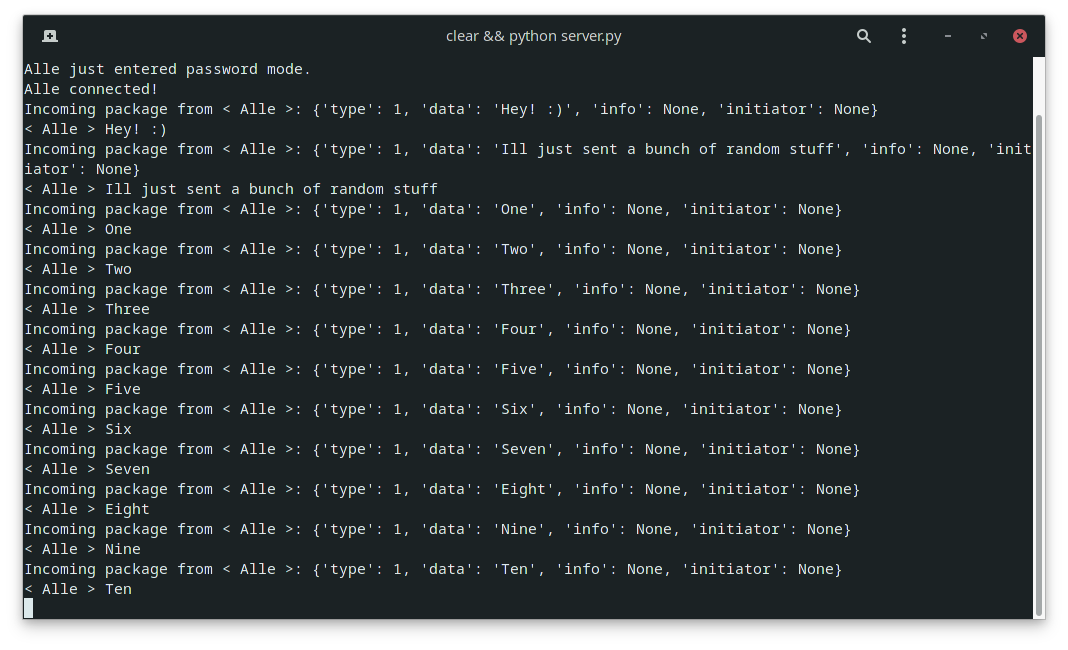 clear && python server.py
Alle just entered password mode.
Alle connected!
Incoming package from < Alle >: {'type': 1, 'data': 'Hey! :)', 'info': None, 'initiator': None}
< Alle > Hey! :)
Incoming package from < Alle >: {'type': 1, 'data': 'Ill just sent a bunch of random stuff', 'info': None, 'init
iator': None}
< Alle > Ill just sent a bunch of random stuff
Incoming package from < Alle >: {'type': 1, 'data': 'One', 'info': None, 'initiator': None}
< Alle > One
Incoming package from < Alle >: {'type': 1, 'data': 'Two', 'info': None, 'initiator': None}
< Alle > Two
Incoming package from < Alle >: {'type': 1, 'data': 'Three', 'info': None, 'initiator': None}
< Alle > Three
Incoming package from < Alle >: {'type': 1, 'data': 'Four', 'info': None, 'initiator': None}
< Alle > Four
Incoming package from < Alle >: {'type': 1, 'data': 'Five', 'info': None, 'initiator': None}
< Alle > Five
Incoming package from < Alle >: {'type': 1, 'data': 'Six', 'info': None, 'initiator': None}
< Alle > Six
Incoming package from < Alle >: {'type': 1, 'data': 'Seven', 'info': None, 'initiator': None}
< Alle > Seven
Incoming package from < Alle >: {'type': 1, 'data': 'Eight', 'info': None, 'initiator': None}
< Alle > Eight
Incoming package from < Alle >: {'type': 1, 'data': 'Nine', 'info': None, 'initiator': None}
< Alle > Nine
Incoming package from < Alle >: {'type': 1, 'data': 'Ten', 'info': None, 'initiator': None}
< Alle > Ten